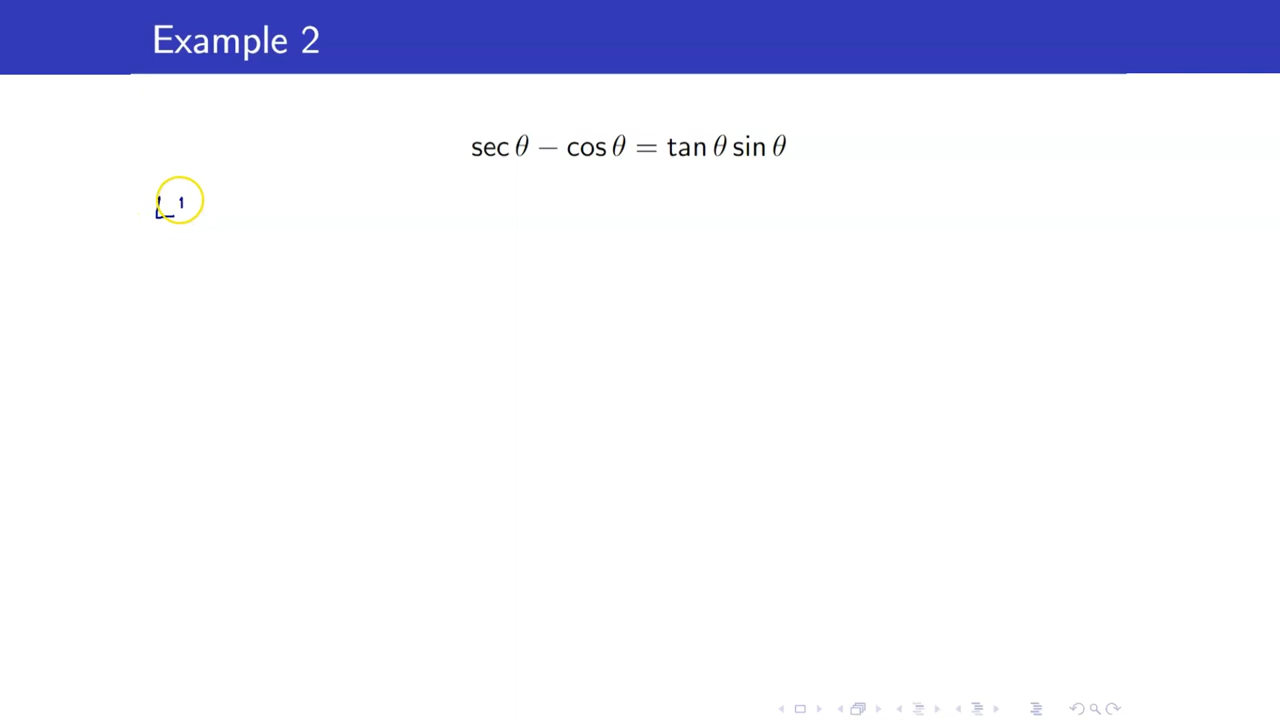 Example 2
sec θ − cos θ = tan θ sin θ
L